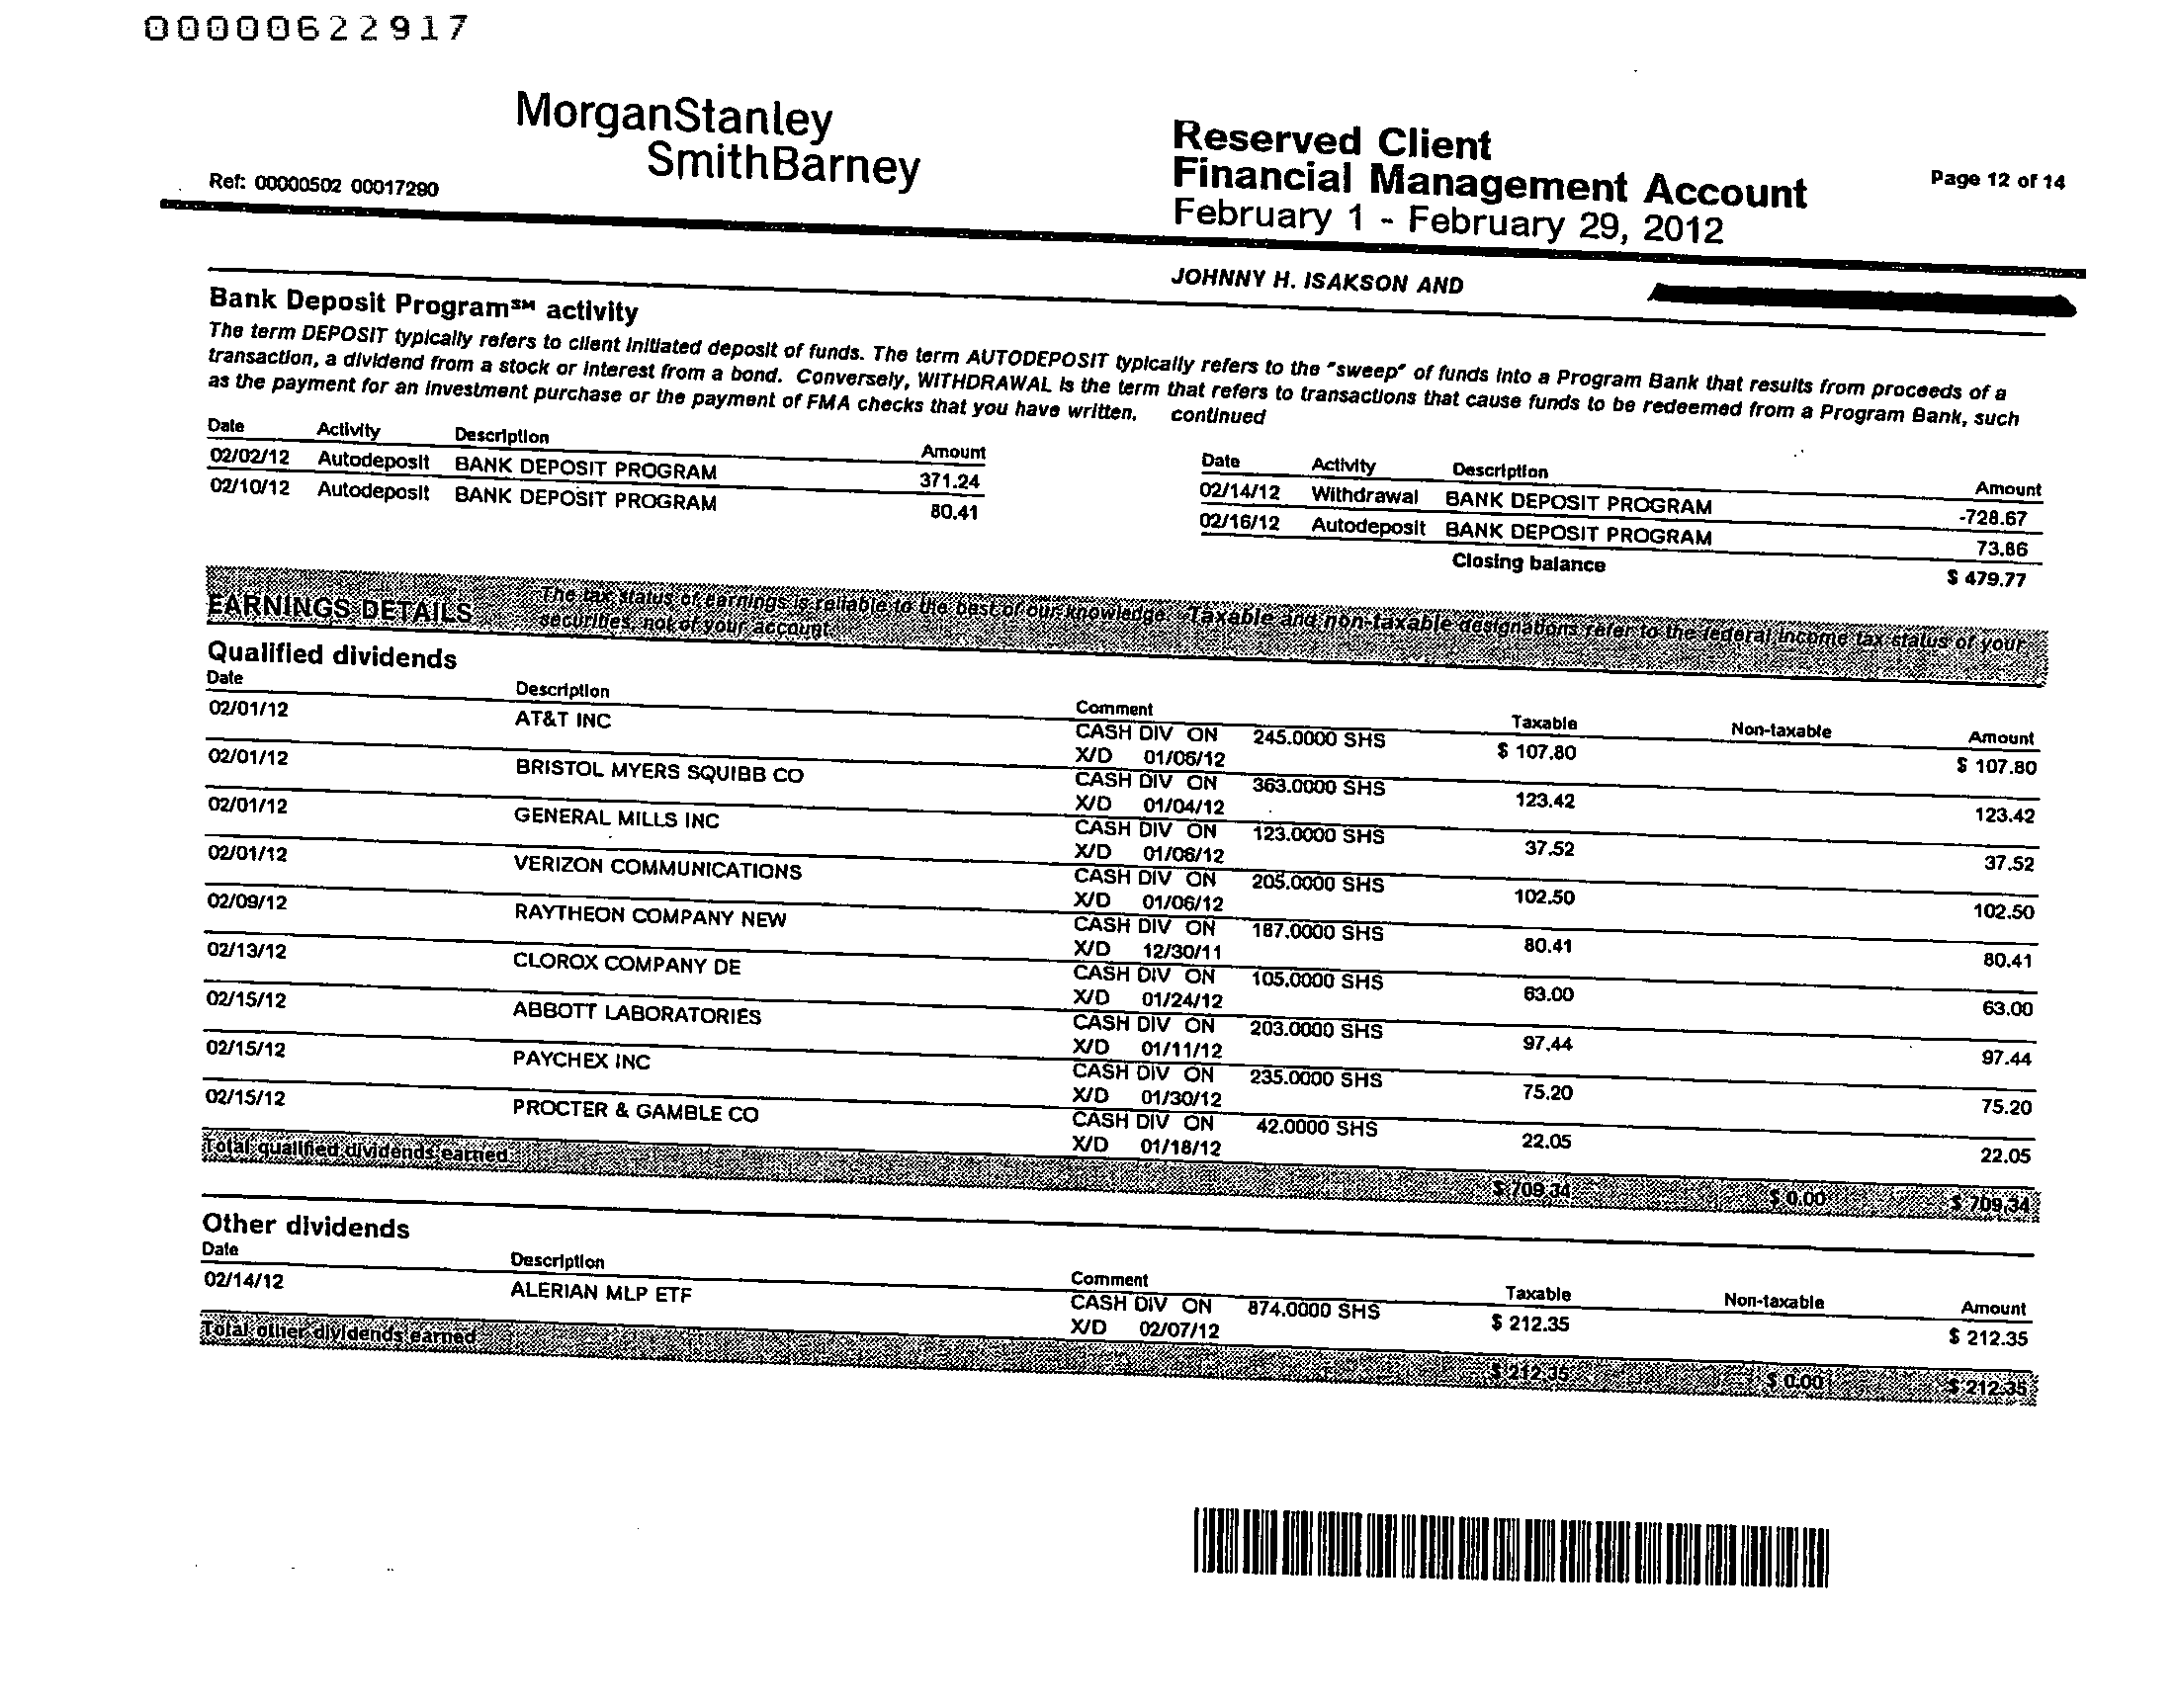 00000622917
MorganStanley
SmithBarney
Ref: 00000502 00017290
Reserved Client
Financial Management Account
February 1 - February 29, 2012
Page 12 of 14
JOHNNY H. ISAKSON AND
Bank Deposit Program℠ activity
The term DEPOSIT typically refers to client initiated deposit of funds. The term AUTODEPOSIT typically refers to the "sweep" of funds into a Program Bank that results from proceeds of a
transaction, a dividend from a stock or interest from a bond. Conversely, WITHDRAWAL is the term that refers to transactions that cause funds to be redeemed from a Program Bank, such
as the payment for an investment purchase or the payment of FMA checks that you have written. continued
Date Activity Description Amount
02/02/12 Autodeposit BANK DEPOSIT PROGRAM 371.24
02/10/12 Autodeposit BANK DEPOSIT PROGRAM 80.41
Date Activity Description Amount
02/14/12 Withdrawal BANK DEPOSIT PROGRAM -728.67
02/16/12 Autodeposit BANK DEPOSIT PROGRAM 73.86
Closing balance $ 479.77
EARNINGS DETAILS The tax status of earnings is reliable to the best of our knowledge. Taxable and non-taxable designations refer to the federal income tax status of your
securities, not of your account.
Qualified dividends
Date Description Comment Taxable Non-taxable Amount
02/01/12 AT&T INC CASH DIV ON 245.0000 SHS $ 107.80 $ 107.80
X/D 01/06/12
02/01/12 BRISTOL MYERS SQUIBB CO CASH DIV ON 363.0000 SHS 123.42 123.42
X/D 01/04/12
02/01/12 GENERAL MILLS INC CASH DIV ON 123.0000 SHS 37.52 37.52
X/D 01/06/12
02/01/12 VERIZON COMMUNICATIONS CASH DIV ON 205.0000 SHS 102.50 102.50
X/D 01/06/12
02/09/12 RAYTHEON COMPANY NEW CASH DIV ON 187.0000 SHS 80.41 80.41
X/D 12/30/11
02/13/12 CLOROX COMPANY DE CASH DIV ON 105.0000 SHS 63.00 63.00
X/D 01/24/12
02/15/12 ABBOTT LABORATORIES CASH DIV ON 203.0000 SHS 97.44 97.44
X/D 01/11/12
02/15/12 PAYCHEX INC CASH DIV ON 235.0000 SHS 75.20 75.20
X/D 01/30/12
02/15/12 PROCTER & GAMBLE CO CASH DIV ON 42.0000 SHS 22.05 22.05
X/D 01/18/12
Total qualified dividends earned $ 709.34 $ 0.00 $ 709.34
Other dividends
Date Description Comment Taxable Non-taxable Amount
02/14/12 ALERIAN MLP ETF CASH DIV ON 874.0000 SHS $ 212.35 $ 212.35
X/D 02/07/12
Total other dividends earned $ 212.35 $ 0.00 $ 212.35